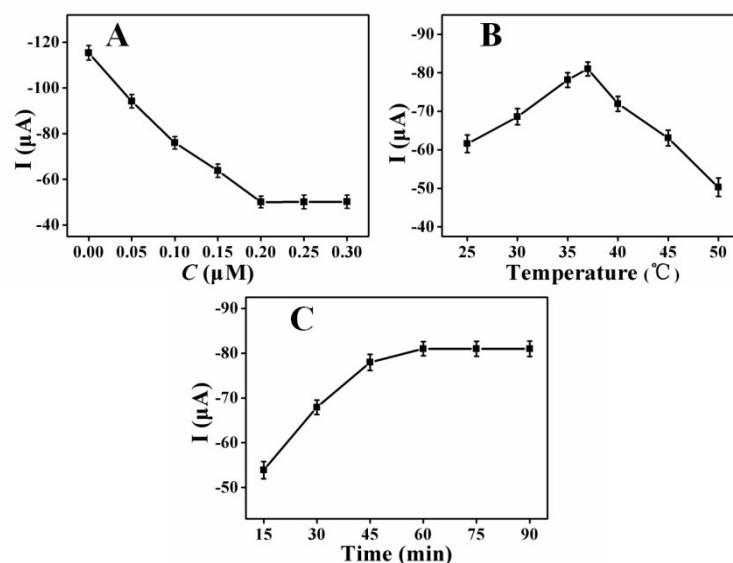 A
I (μA)
-120
-100
-80
-60
-40
0.00 0.05 0.10 0.15 0.20 0.25 0.30
C (μM)
B
I (μA)
-90
-80
-70
-60
-50
-40
25 30 35 40 45 50
Temperature (℃)
C
I (μA)
-90
-80
-70
-60
-50
15 30 45 60 75 90
Time (min)